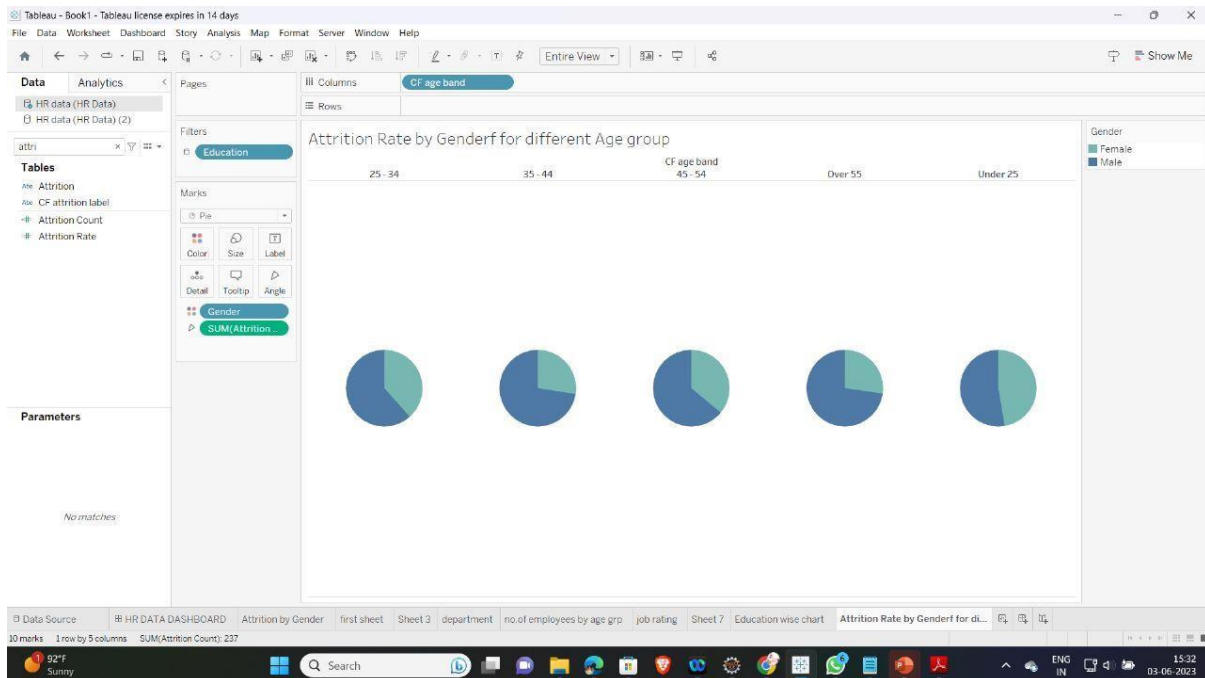 Tableau - Book1 - Tableau license expires in 14 days
File Data Worksheet Dashboard Story Analysis Map Format Server Window Help
Entire View
Show Me
Data Analytics
Pages
Columns
CF age band
HR data (HR Data)
HR data (HR Data) (2)
Rows
attri
Filters
Education
Tables
Abc Attrition
Abc CF attrition label
Attrition Count
Attrition Rate
Marks
Pie
Color Size Label
Detail Tooltip Angle
Gender
SUM(Attrition ..
Attrition Rate by Genderf for different Age group
CF age band
25 - 34 35 - 44 45 - 54 Over 55 Under 25
Gender
Female
Male
Parameters
No matches
Data Source HR DATA DASHBOARD Attrition by Gender first sheet Sheet 3 department no.of employees by age grp job rating Sheet 7 Education wise chart Attrition Rate by Genderf for di...
10 marks 1 row by 5 columns SUM(Attrition Count): 237
92°F
Sunny
Search
ENG
IN
15:32
03-06-2023